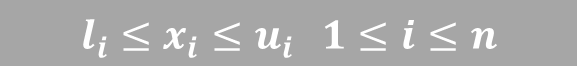 lᵢ ≤ xᵢ ≤ uᵢ  1 ≤ i ≤ n